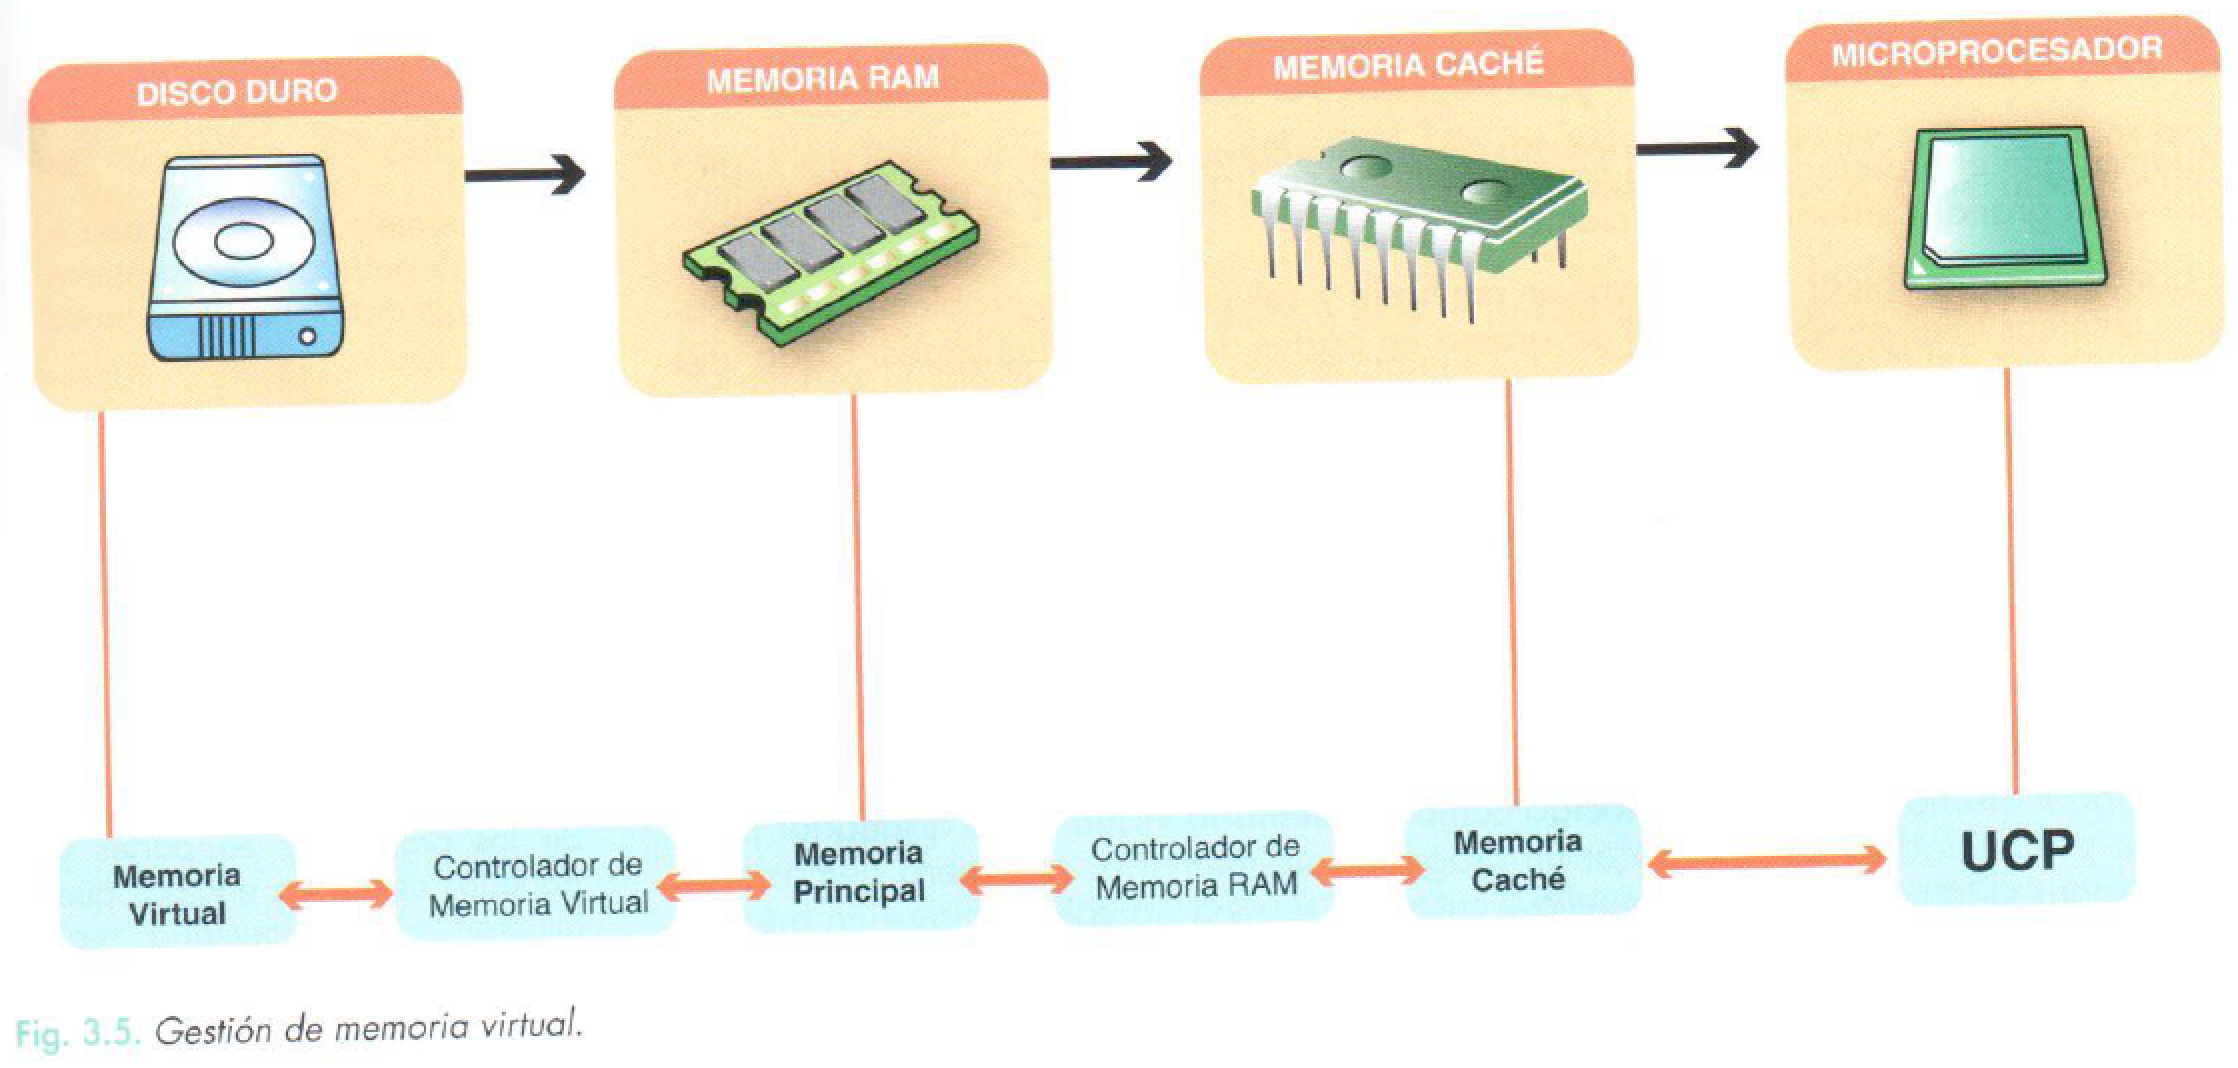 DISCO DURO
MEMORIA RAM
MEMORIA CACHÉ
MICROPROCESADOR
Memoria
Virtual
Controlador de
Memoria Virtual
Memoria
Principal
Controlador de
Memoria RAM
Memoria
Caché
UCP
Fig. 3.5. Gestión de memoria virtual.